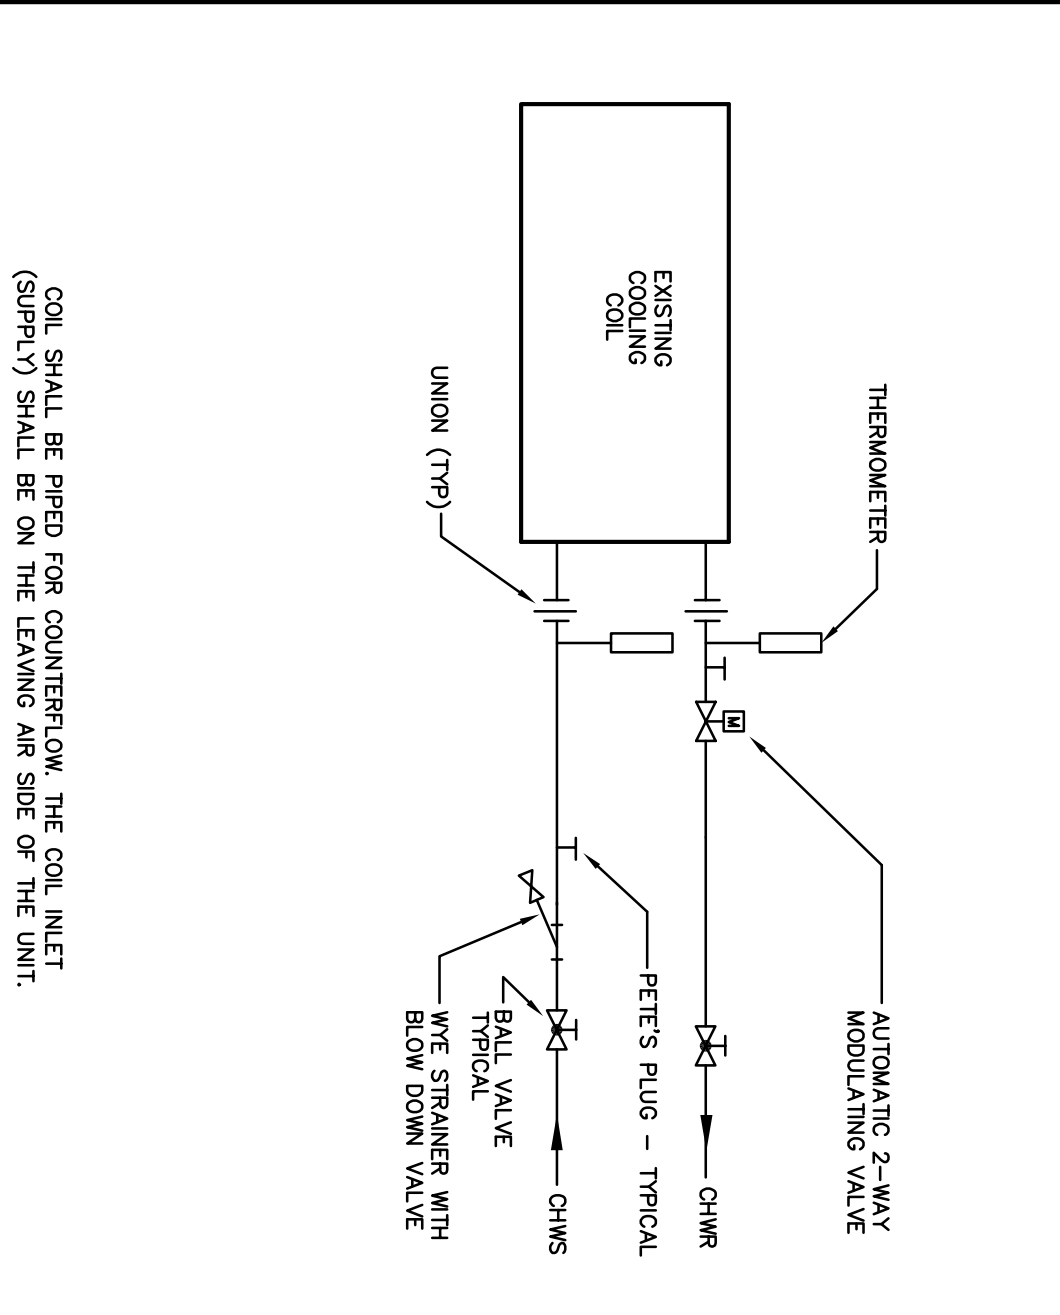 THERMOMETER
AUTOMATIC 2-WAY
MODULATING VALVE
M
EXISTING
COOLING
COIL
CHWR
PETE'S PLUG - TYPICAL
CHWS
UNION (TYP)
BALL VALVE
TYPICAL
WYE STRAINER WITH
BLOW DOWN VALVE
COIL SHALL BE PIPED FOR COUNTERFLOW. THE COIL INLET
(SUPPLY) SHALL BE ON THE LEAVING AIR SIDE OF THE UNIT.